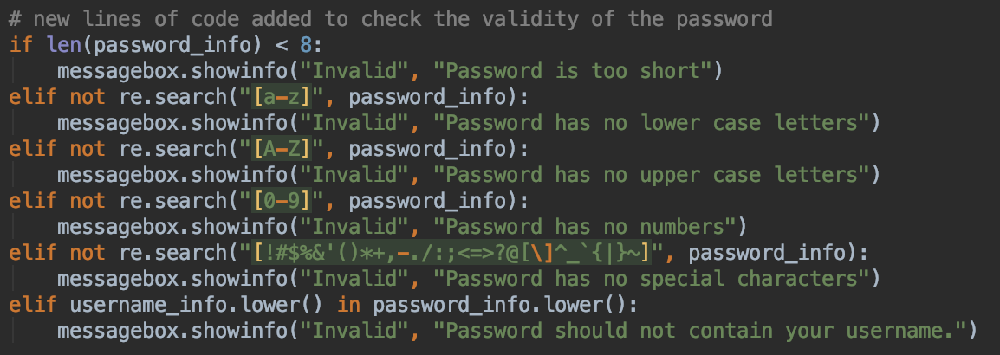 # new lines of code added to check the validity of the password
if len(password_info) < 8:
    messagebox.showinfo("Invalid", "Password is too short")
elif not re.search("[a-z]", password_info):
    messagebox.showinfo("Invalid", "Password has no lower case letters")
elif not re.search("[A-Z]", password_info):
    messagebox.showinfo("Invalid", "Password has no upper case letters")
elif not re.search("[0-9]", password_info):
    messagebox.showinfo("Invalid", "Password has no numbers")
elif not re.search("[!#$%&'()*+,-./:;<=>?@[\]^_`{|}~]", password_info):
    messagebox.showinfo("Invalid", "Password has no special characters")
elif username_info.lower() in password_info.lower():
    messagebox.showinfo("Invalid", "Password should not contain your username.")